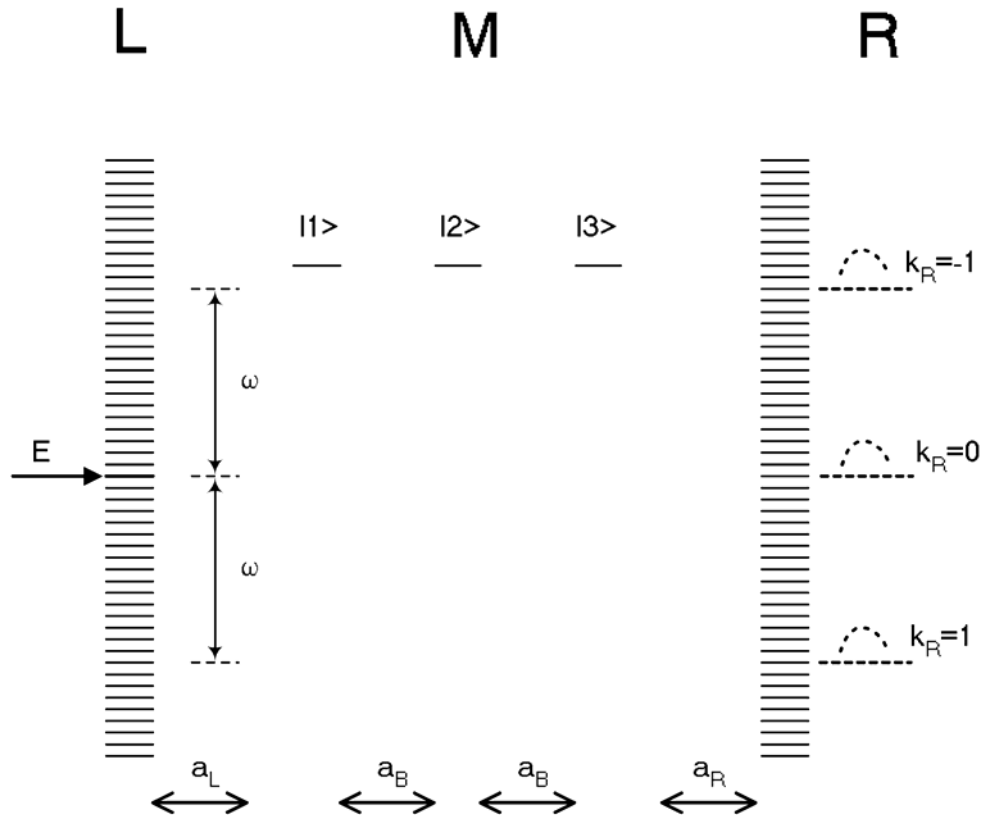 L M R
|1> |2> |3>
k_R=-1
ω
E
k_R=0
ω
k_R=1
a_L a_B a_B a_R